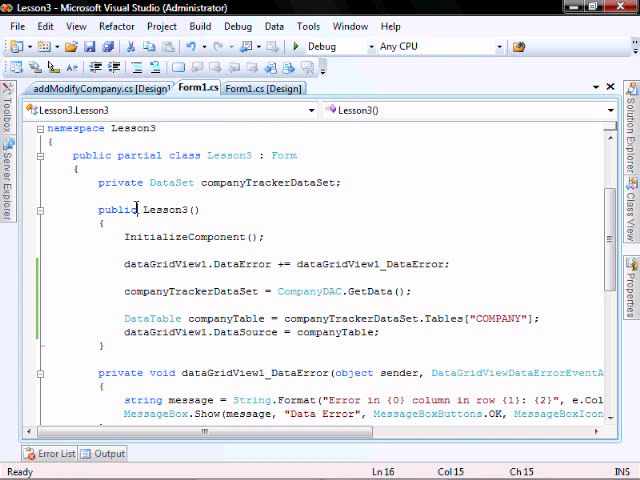 Lesson3 - Microsoft Visual Studio (Administrator)
File Edit View Refactor Project Build Debug Data Tools Window Help
Debug Any CPU
addModifyCompany.cs [Design] Form1.cs Form1.cs [Design]
Lesson3.Lesson3 Lesson3()
namespace Lesson3
{
public partial class Lesson3 : Form
{
private DataSet companyTrackerDataSet;
public Lesson3()
{
InitializeComponent();
dataGridView1.DataError += dataGridView1_DataError;
companyTrackerDataSet = CompanyDAC.GetData();
DataTable companyTable = companyTrackerDataSet.Tables["COMPANY"];
dataGridView1.DataSource = companyTable;
}
private void dataGridView1_DataError(object sender, DataGridViewDataErrorEventA
{
string message = String.Format("Error in {0} column in row {1}: {2}", e.Col
MessageBox.Show(message, "Data Error", MessageBoxButtons.OK, MessageBoxIcon
Toolbox
Server Explorer
Solution Explorer
Class View
Properties
Error List Output
Ready Ln 16 Col 15 Ch 15